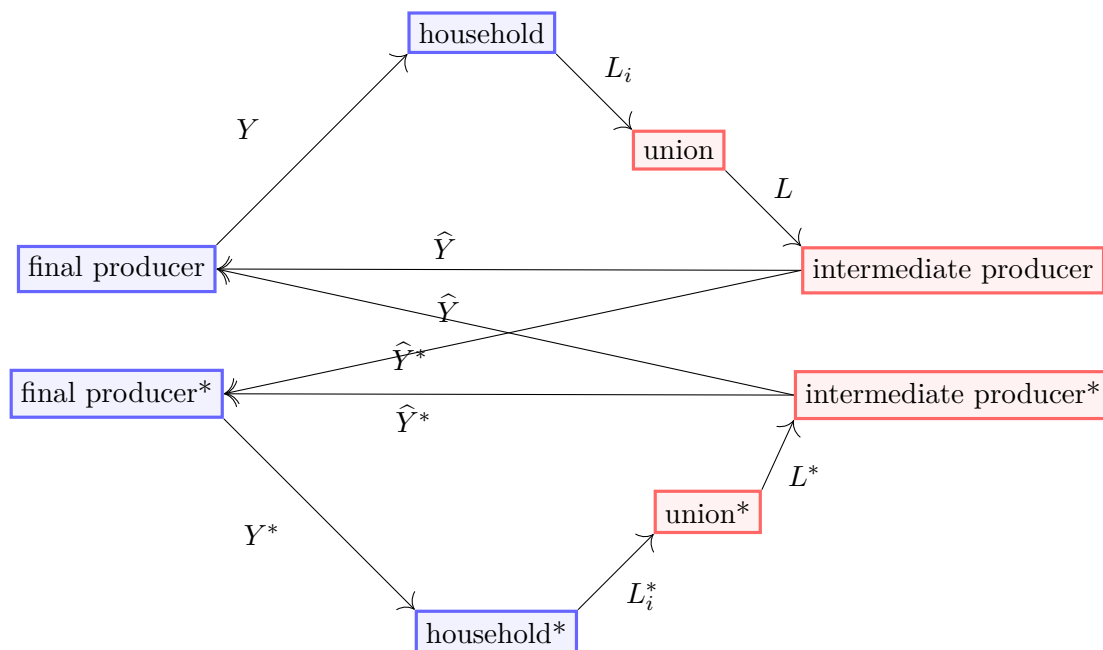 household
L_i
union
Y
L
Ŷ
final producer
intermediate producer
Ŷ
Ŷ*
final producer*
intermediate producer*
Ŷ*
L*
union*
Y*
L_i^*
household*